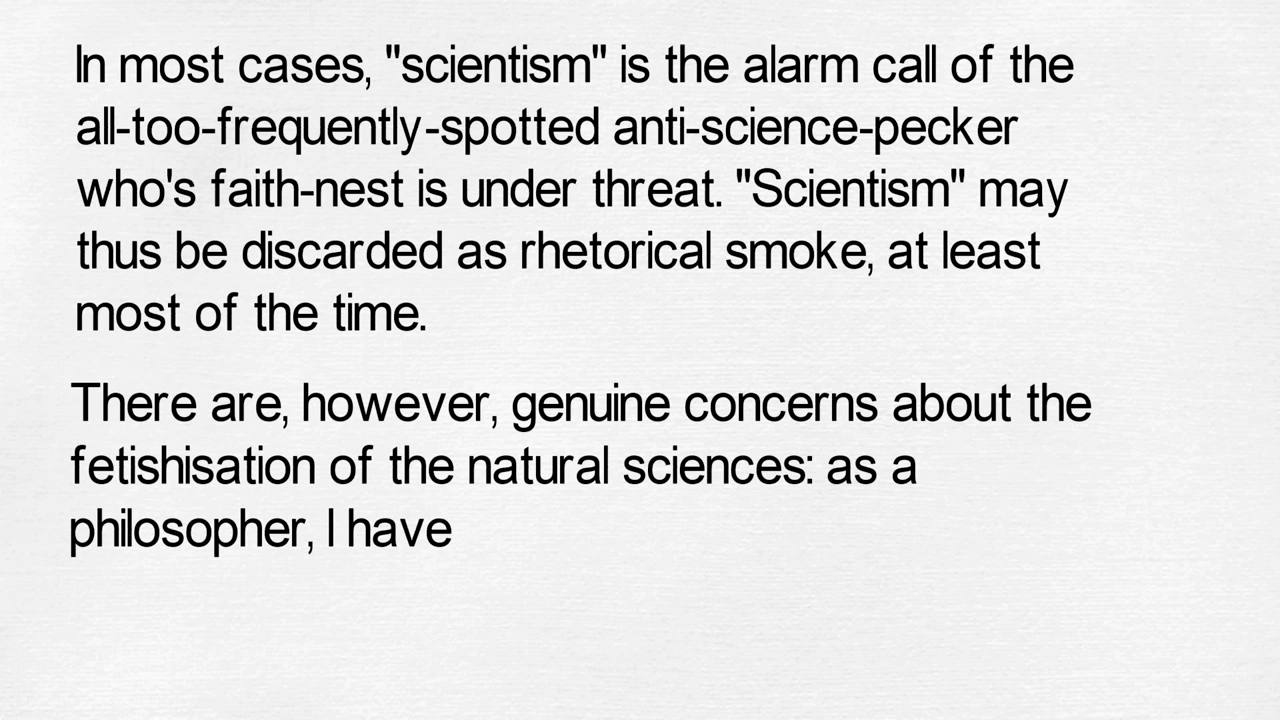 In most cases, "scientism" is the alarm call of the
all-too-frequently-spotted anti-science-pecker
who's faith-nest is under threat. "Scientism" may
thus be discarded as rhetorical smoke, at least
most of the time.
There are, however, genuine concerns about the
fetishisation of the natural sciences: as a
philosopher, I have